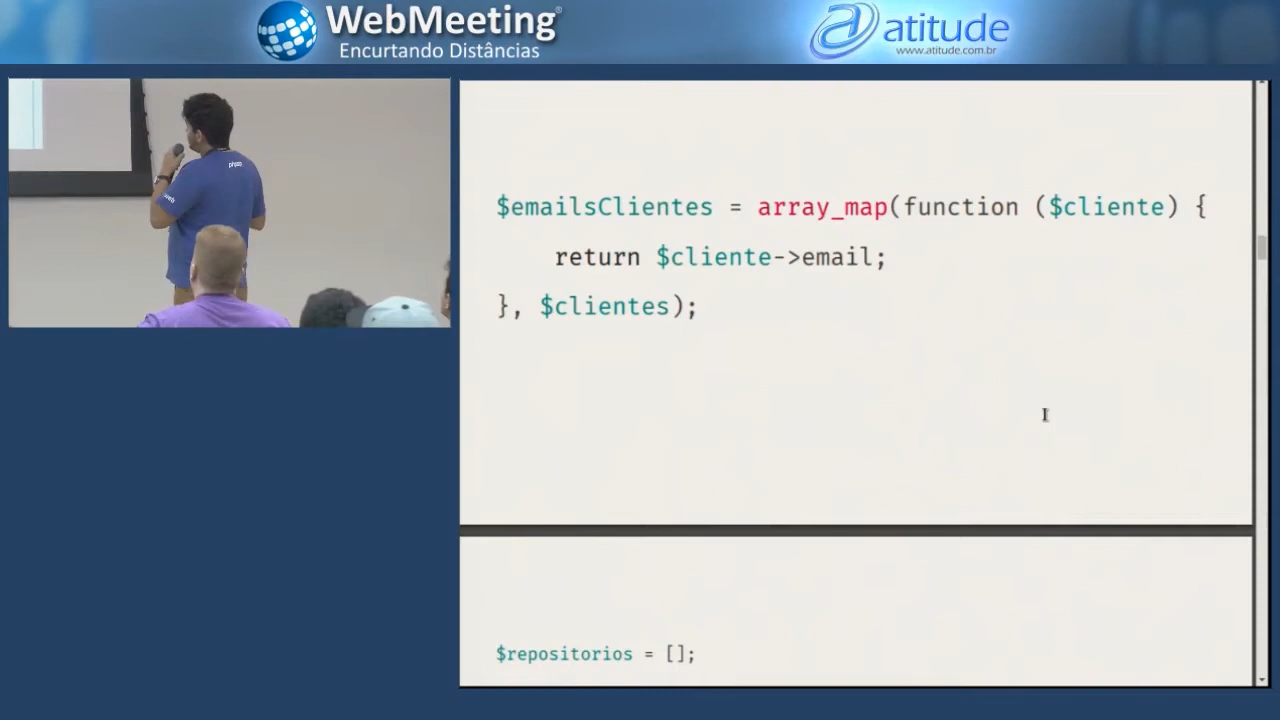 WebMeeting
Encurtando Distâncias
atitude
www.atitude.com.br
$emailsClientes = array_map(function ($cliente) {
return $cliente->email;
}, $clientes);
$repositorios = [];